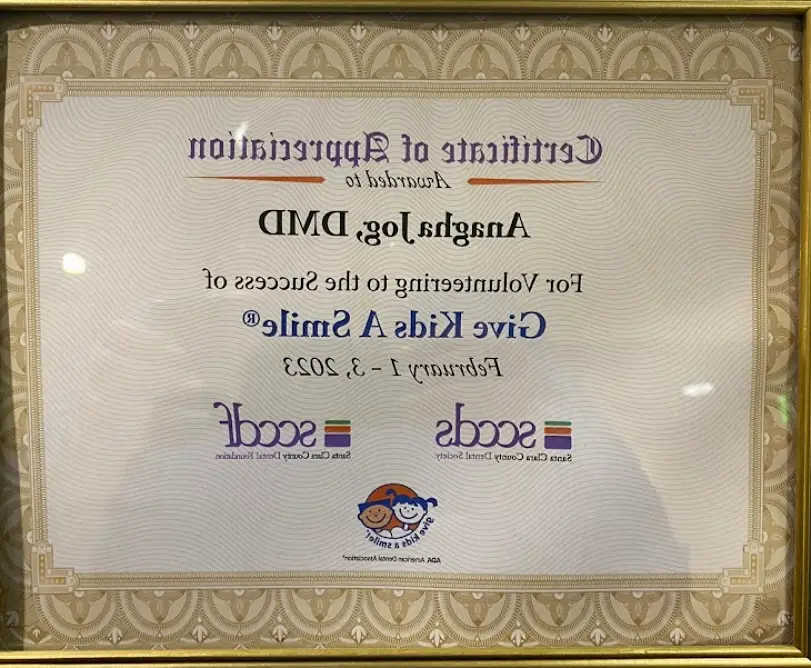 Certificate of Appreciation
Awarded to
Anagha Jog, DMD
For Volunteering to the Success of
Give Kids A Smile®
February 1 - 3, 2023
sccds
Santa Clara County Dental Society
sccdf
Santa Clara County Dental Foundation
give kids a smile!®
ADA American Dental Association®